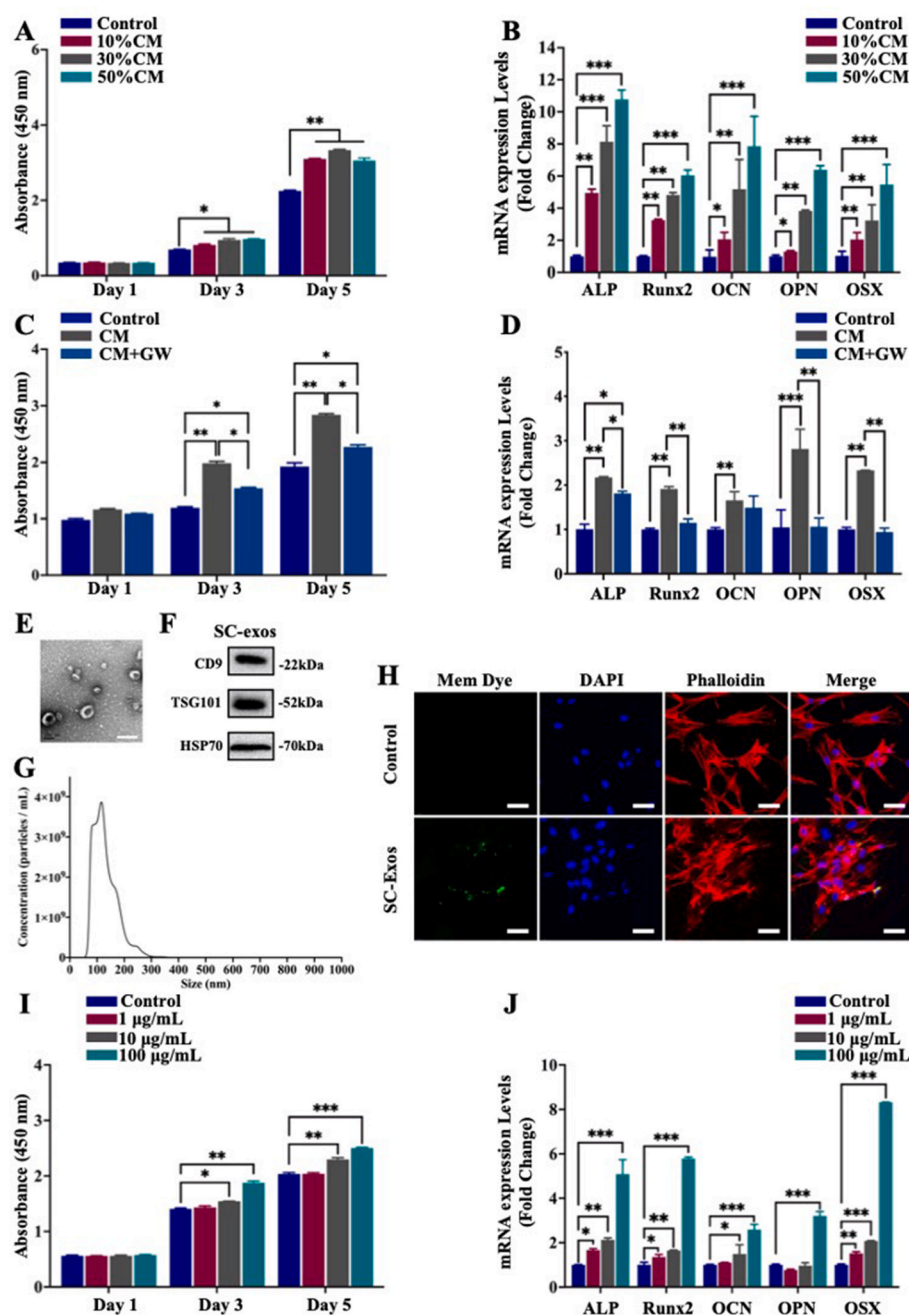 A
Control
10%CM
30%CM
50%CM
Absorbance (450 nm)
6
4
2
0
*
**
Day 1 Day 3 Day 5
B
Control
10%CM
30%CM
50%CM
mRNA expression Levels
(Fold Change)
14
12
10
8
6
4
2
0
** *** ***
** ** ***
* ** ***
* ** ***
** ** ***
ALP Runx2 OCN OPN OSX
C
Control
CM
CM+GW
Absorbance (450 nm)
4
3
2
1
0
** * *
** * *
Day 1 Day 3 Day 5
D
Control
CM
CM+GW
mRNA expression Levels
(Fold Change)
5
4
3
2
1
0
** * *
** **
**
*** **
** **
ALP Runx2 OCN OPN OSX
E
F
SC-exos
CD9 -22kDa
TSG101 -52kDa
HSP70 -70kDa
G
Concentration (particles / mL)
4×10⁹
3×10⁹
2×10⁹
1×10⁹
0
0 100 200 300 400 500 600 700 800 900 1000
Size (nm)
H
Mem Dye DAPI Phalloidin Merge
Control
SC-Exos
I
Control
1 µg/mL
10 µg/mL
100 µg/mL
Absorbance (450 nm)
4
3
2
1
0
* **
** ***
Day 1 Day 3 Day 5
J
Control
1 µg/mL
10 µg/mL
100 µg/mL
mRNA expression Levels
(Fold Change)
10
8
6
4
2
0
* ** ***
* ** ***
* ***
***
** *** ***
ALP Runx2 OCN OPN OSX